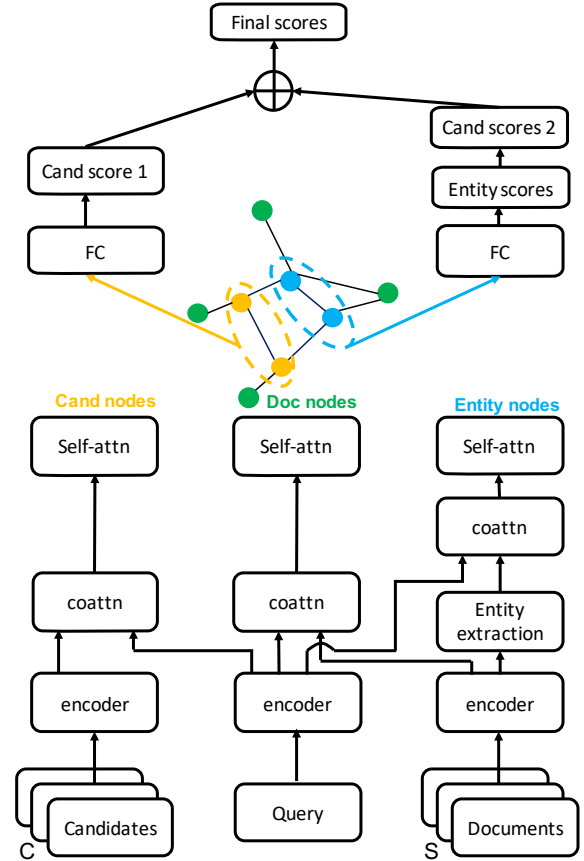 Final scores
Cand scores 2
Cand score 1
Entity scores
FC
FC
Cand nodes
Doc nodes
Entity nodes
Self-attn
Self-attn
Self-attn
coattn
coattn
coattn
Entity
extraction
encoder
encoder
encoder
Candidates
Query
Documents
C
S